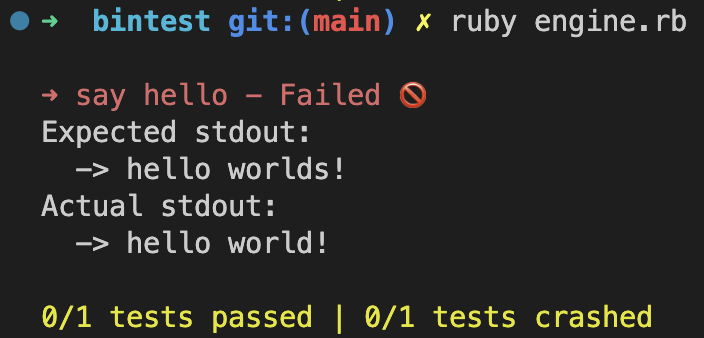 ➜  bintest git:(main) ✗ ruby engine.rb
➜ say hello – Failed 🚫
Expected stdout:
  -> hello worlds!
Actual stdout:
  -> hello world!
0/1 tests passed | 0/1 tests crashed